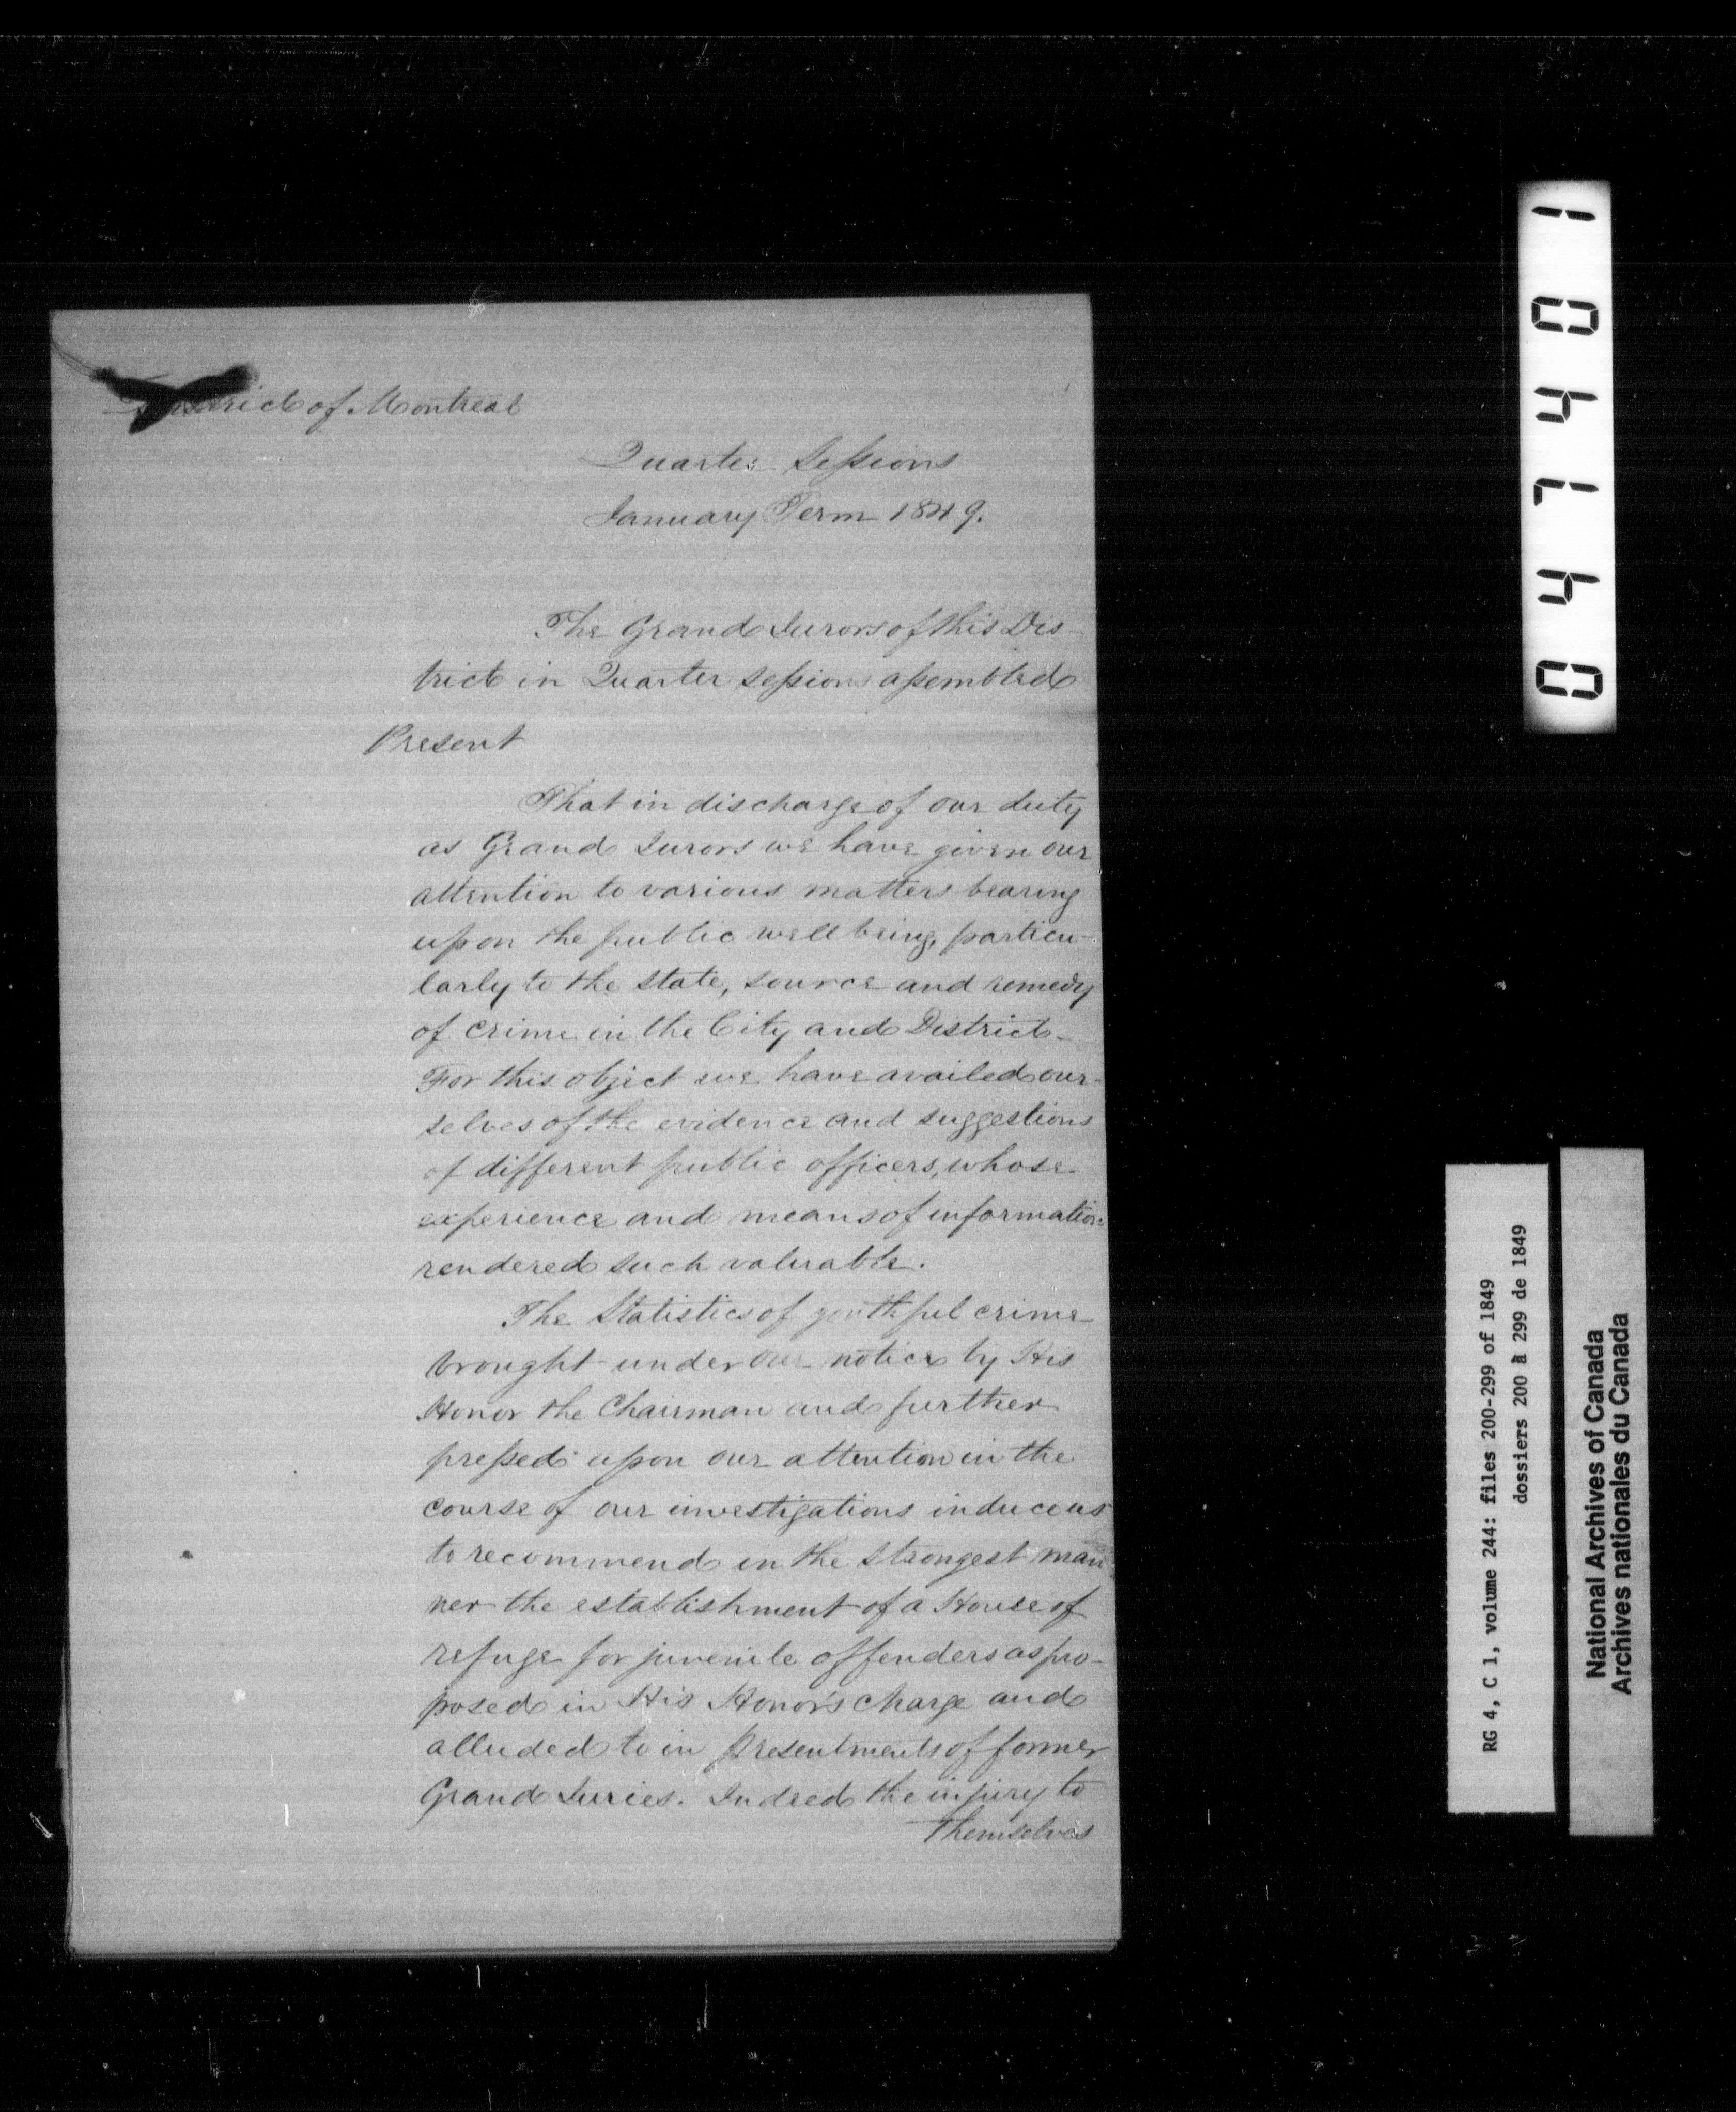 District of Montreal
Quarter Sessions
January Term 1849.
The Grand Jurors of this Dis-
trict in Quarter Sessions assembled
Present
That in discharge of our duty
as Grand Jurors we have given our
attention to various matters bearing
upon the public well being, particu-
larly to the state, source and remedy
of crime in the City and District-
For this object we have availed our-
selves of the evidence and suggestions
of different public officers, whose
experience and means of information
rendered such valuable.
The Statistics of youthful crime
brought under our notice by His
Honor the Chairman and further
pressed upon our attention in the
course of our investigations induce us
to recommend in the strongest man
ner the establishment of a House of
refuge for juvenile offenders as pro-
posed in His Honor's charge and
alluded to in presentments of former
Grand Juries. Indeed the injury to
themselves
040741
RG 4, C 1, volume 244: files 200-299 of 1849
dossiers 200 à 299 de 1849
National Archives of Canada
Archives nationales du Canada